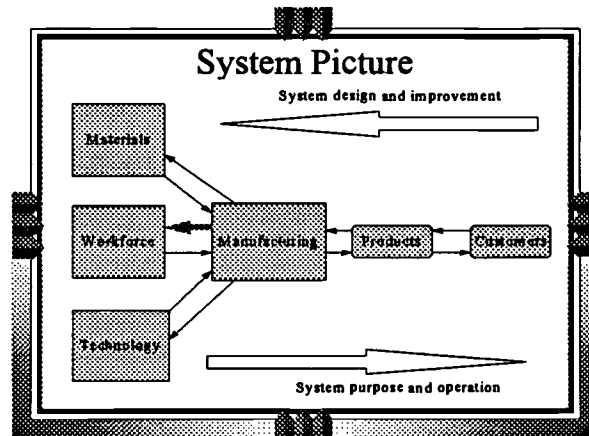 System Picture
System design and improvement
Materials
Workforce
Manufacturing
Products
Customers
Technology
System purpose and operation